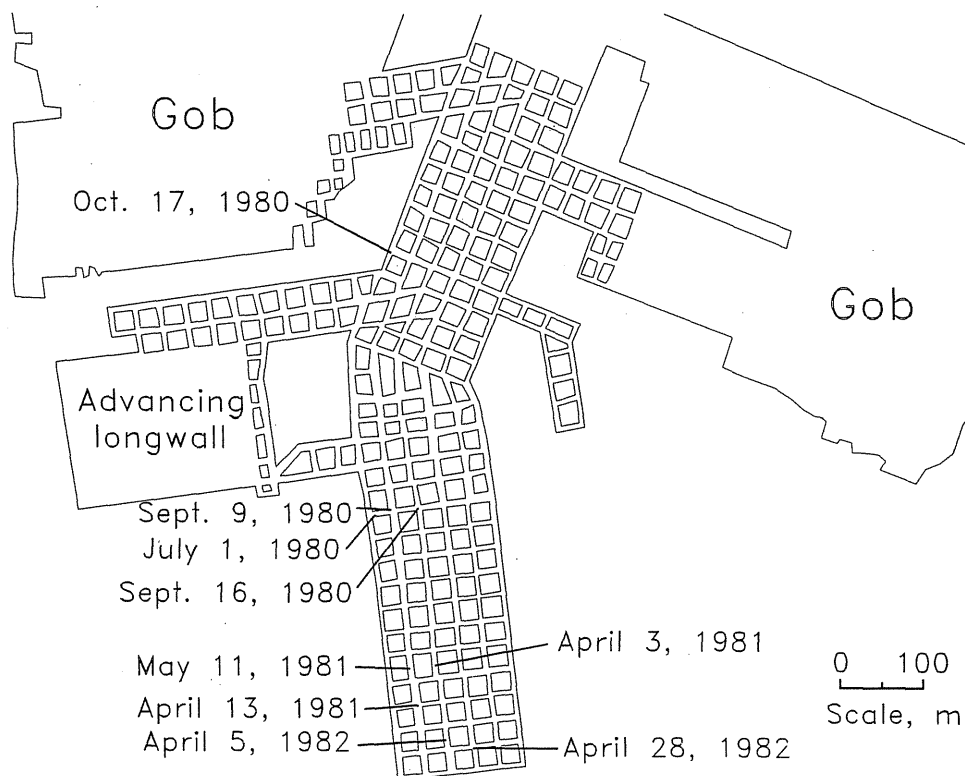 Gob
Oct. 17, 1980
Gob
Advancing
longwall
Sept. 9, 1980
July 1, 1980
Sept. 16, 1980
April 3, 1981
May 11, 1981
April 13, 1981
April 5, 1982
April 28, 1982
0 100
Scale, m